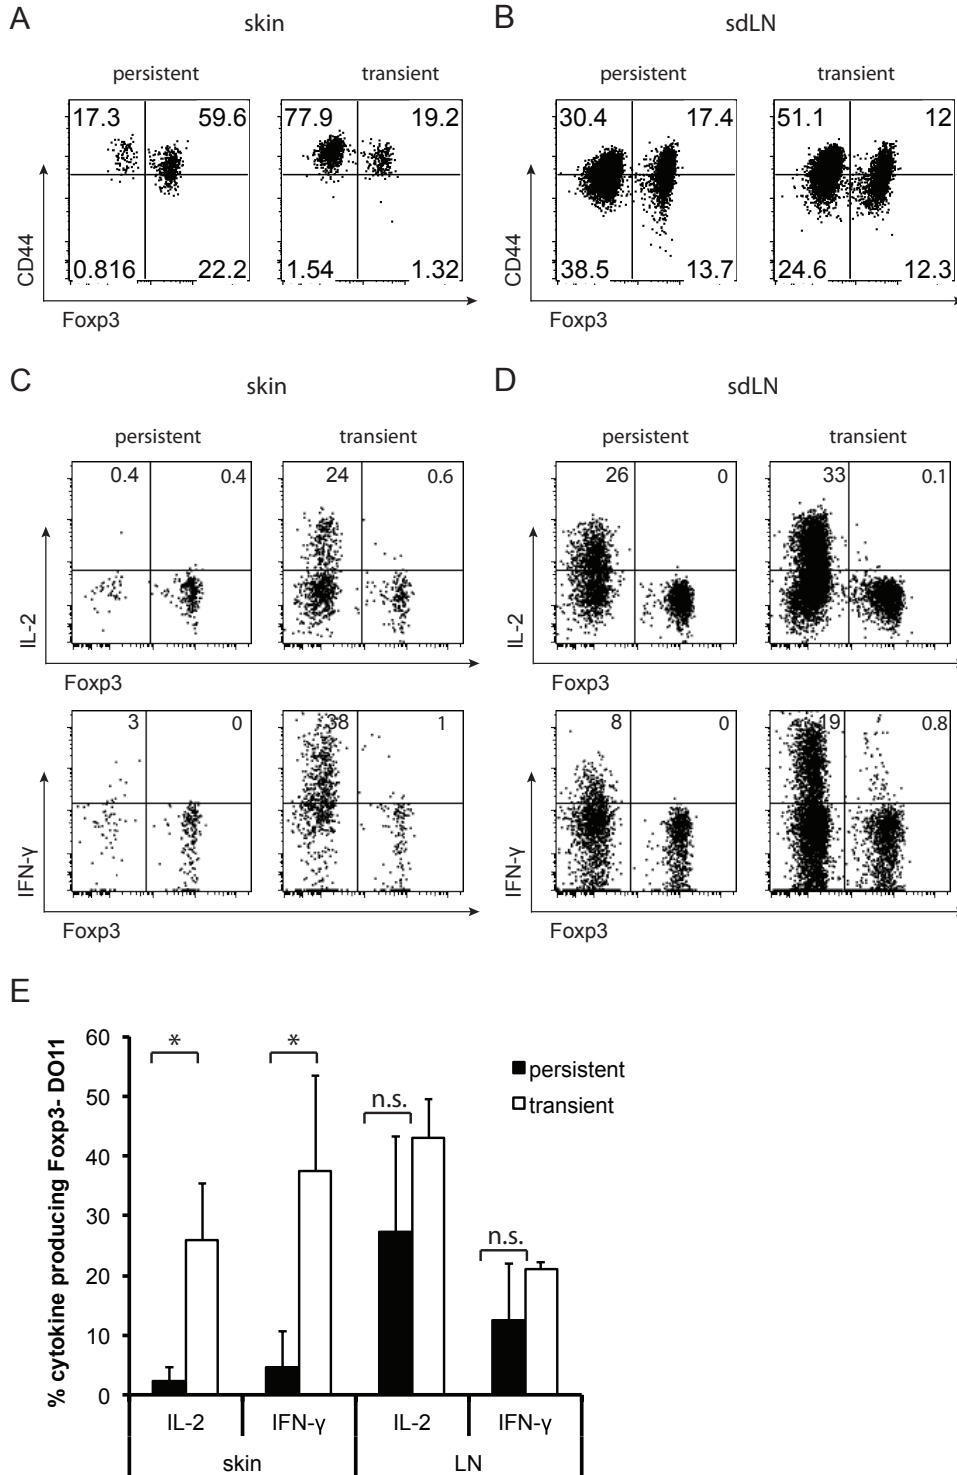 A
skin
persistent
transient
17.3
59.6
0.816
22.2
77.9
19.2
1.54
1.32
CD44
Foxp3
B
sdLN
persistent
transient
30.4
17.4
38.5
13.7
51.1
12
24.6
12.3
CD44
Foxp3
C
skin
persistent
transient
0.4
0.4
24
0.6
IL-2
Foxp3
3
0
38
1
IFN-γ
Foxp3
D
sdLN
persistent
transient
26
0
33
0.1
IL-2
Foxp3
8
0
19
0.8
IFN-γ
Foxp3
E
% cytokine producing Foxp3- DO11
60
50
40
30
20
10
0
*
*
n.s.
n.s.
persistent
transient
IL-2
IFN-γ
IL-2
IFN-γ
skin
LN